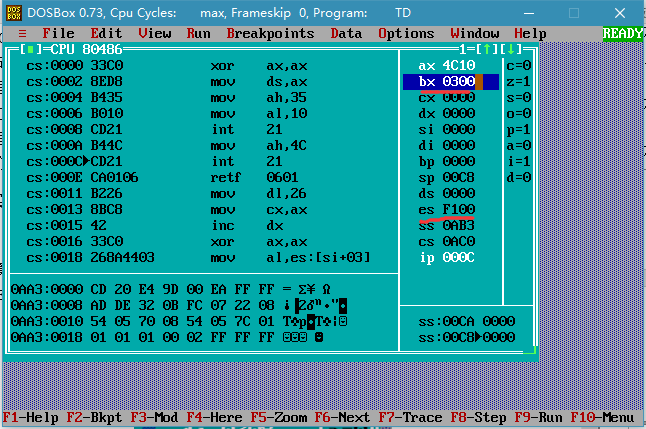 DOSBox 0.73, Cpu Cycles: max, Frameskip 0, Program: TD
≡ File Edit View Run Breakpoints Data Options Window Help READY
[■]=CPU 80486 1=[↑][↓]
cs:0000 33C0 xor ax,ax ax 4C10 c=0
cs:0002 8ED8 mov ds,ax bx 0300 z=1
cs:0004 B435 mov ah,35 cx 0000 s=0
cs:0006 B010 mov al,10 dx 0000 o=0
cs:0008 CD21 int 21 si 0000 p=1
cs:000A B44C mov ah,4C di 0000 a=0
cs:000C►CD21 int 21 bp 0000 i=1
cs:000E CA0106 retf 0601 sp 00C8 d=0
cs:0011 B226 mov dl,26 ds 0000
cs:0013 8BC8 mov cx,ax es F100
cs:0015 42 inc dx ss 0AB3
cs:0016 33C0 xor ax,ax cs 0AC0
cs:0018 268A4403 mov al,es:[si+03] ip 000C
0AA3:0000 CD 20 E4 9D 00 EA FF FF = Σ¥ Ω
0AA3:0008 AD DE 32 0B FC 07 22 08
0AA3:0010 54 05 70 08 54 05 7C 01 ss:00CA 0000
0AA3:0018 01 01 01 00 02 FF FF FF ss:00C8►0000
F1-Help F2-Bkpt F3-Mod F4-Here F5-Zoom F6-Next F7-Trace F8-Step F9-Run F10-Menu